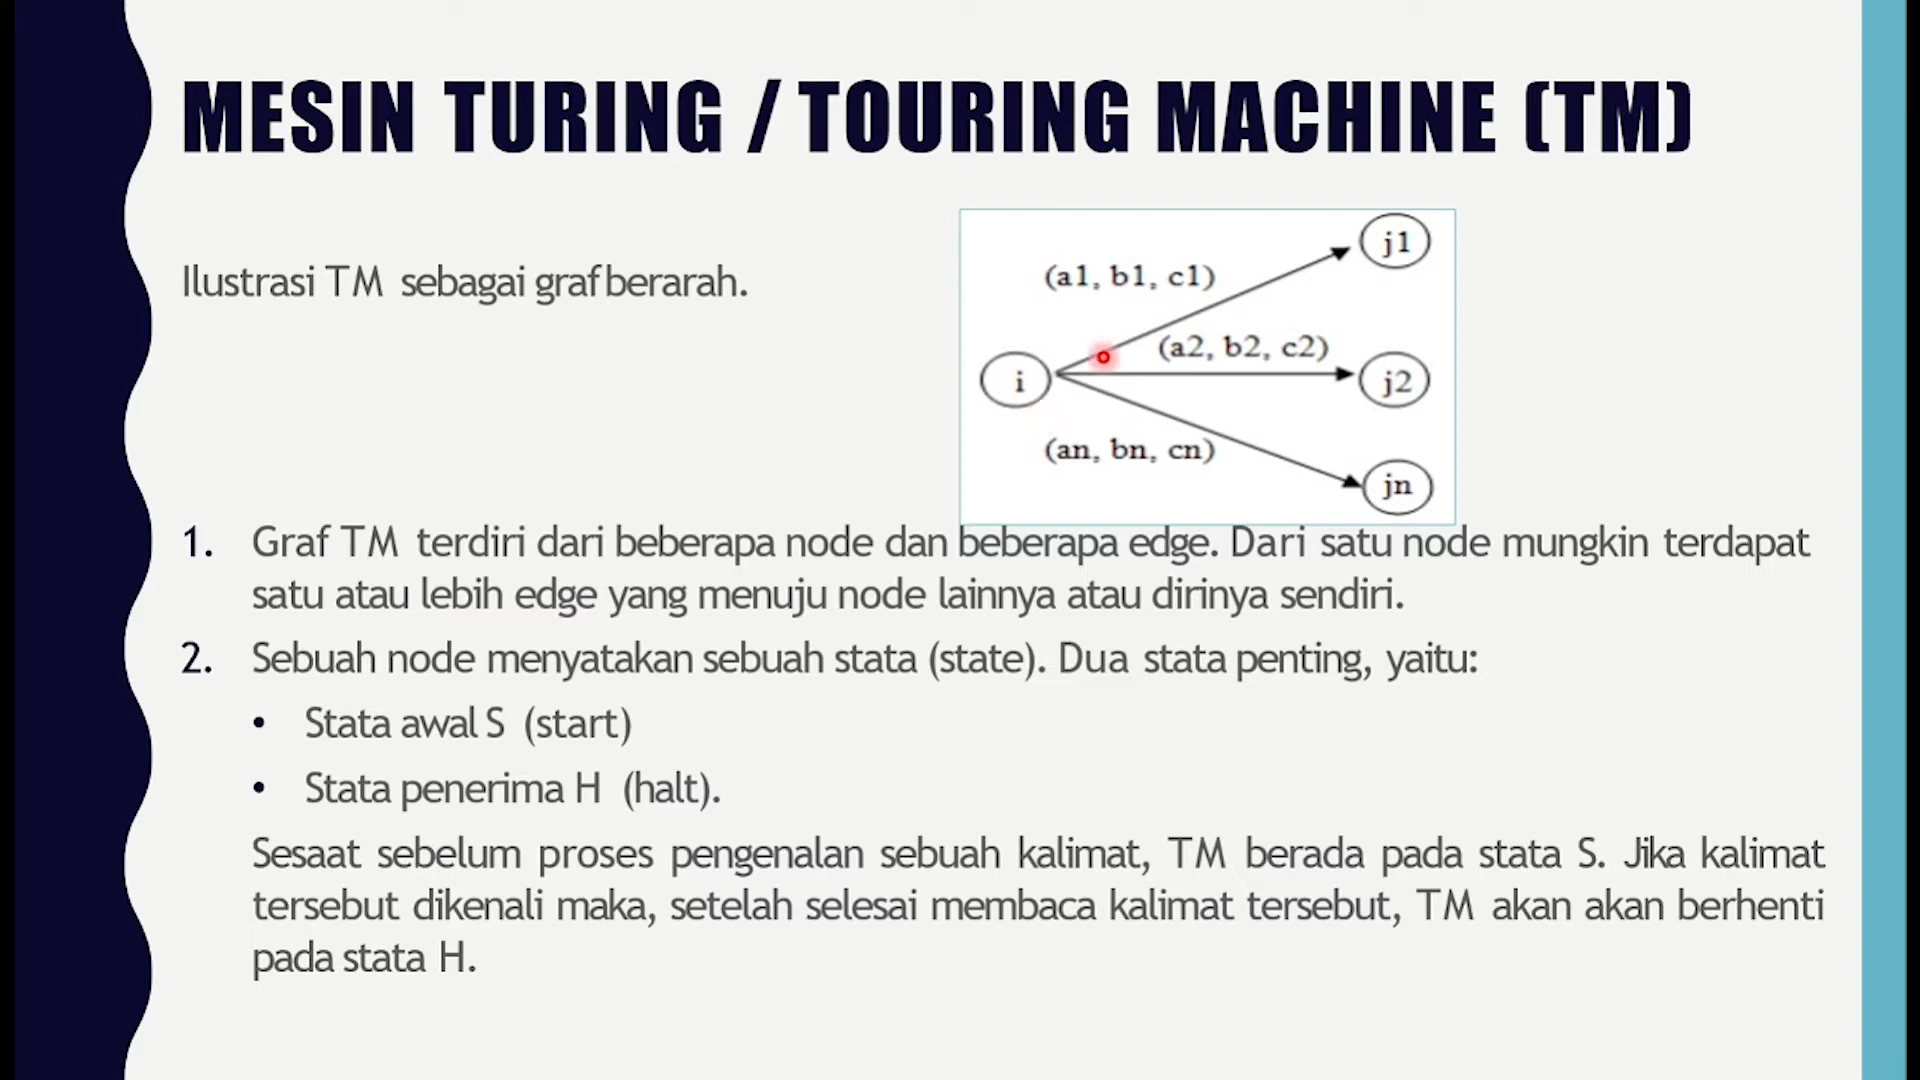 MESIN TURING / TOURING MACHINE (TM)
Ilustrasi TM sebagai graf berarah.
j1
(a1, b1, c1)
(a2, b2, c2)
i
j2
(an, bn, cn)
jn
1. Graf TM terdiri dari beberapa node dan beberapa edge. Dari satu node mungkin terdapat
satu atau lebih edge yang menuju node lainnya atau dirinya sendiri.
2. Sebuah node menyatakan sebuah stata (state). Dua stata penting, yaitu:
• Stata awal S (start)
• Stata penerima H (halt).
Sesaat sebelum proses pengenalan sebuah kalimat, TM berada pada stata S. Jika kalimat
tersebut dikenali maka, setelah selesai membaca kalimat tersebut, TM akan akan berhenti
pada stata H.